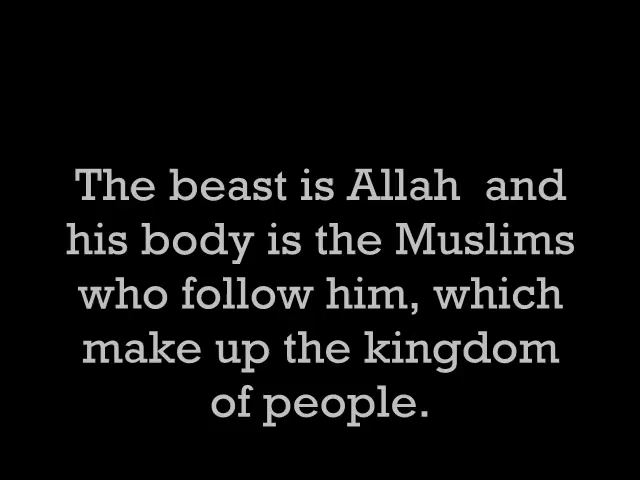 The beast is Allah  and
his body is the Muslims
who follow him, which
make up the kingdom
of people.